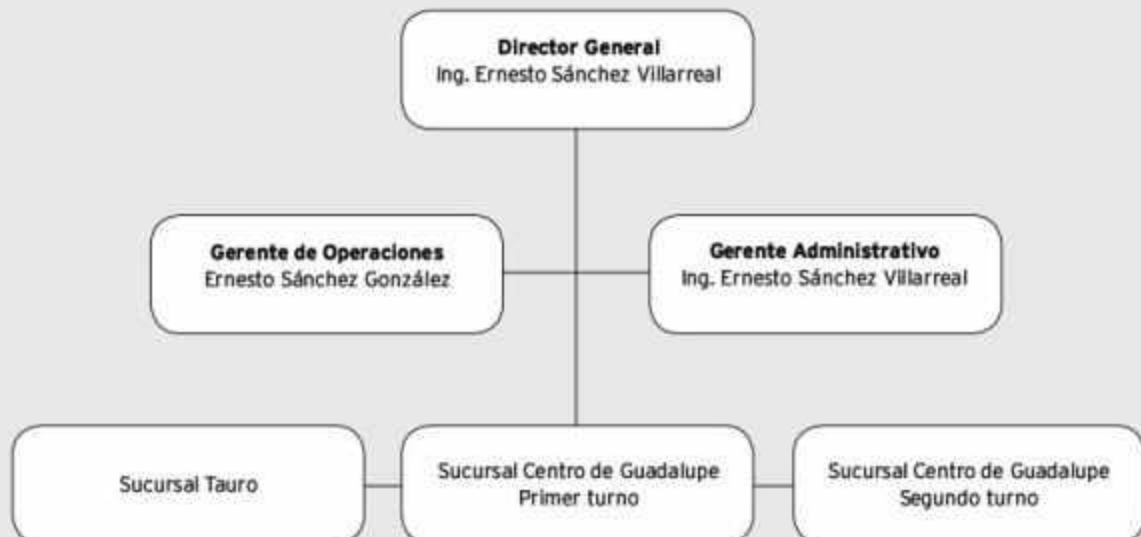 Director General
Ing. Ernesto Sánchez Villarreal
Gerente de Operaciones
Ernesto Sánchez González
Gerente Administrativo
Ing. Ernesto Sánchez Villarreal
Sucursal Tauro
Sucursal Centro de Guadalupe
Primer turno
Sucursal Centro de Guadalupe
Segundo turno